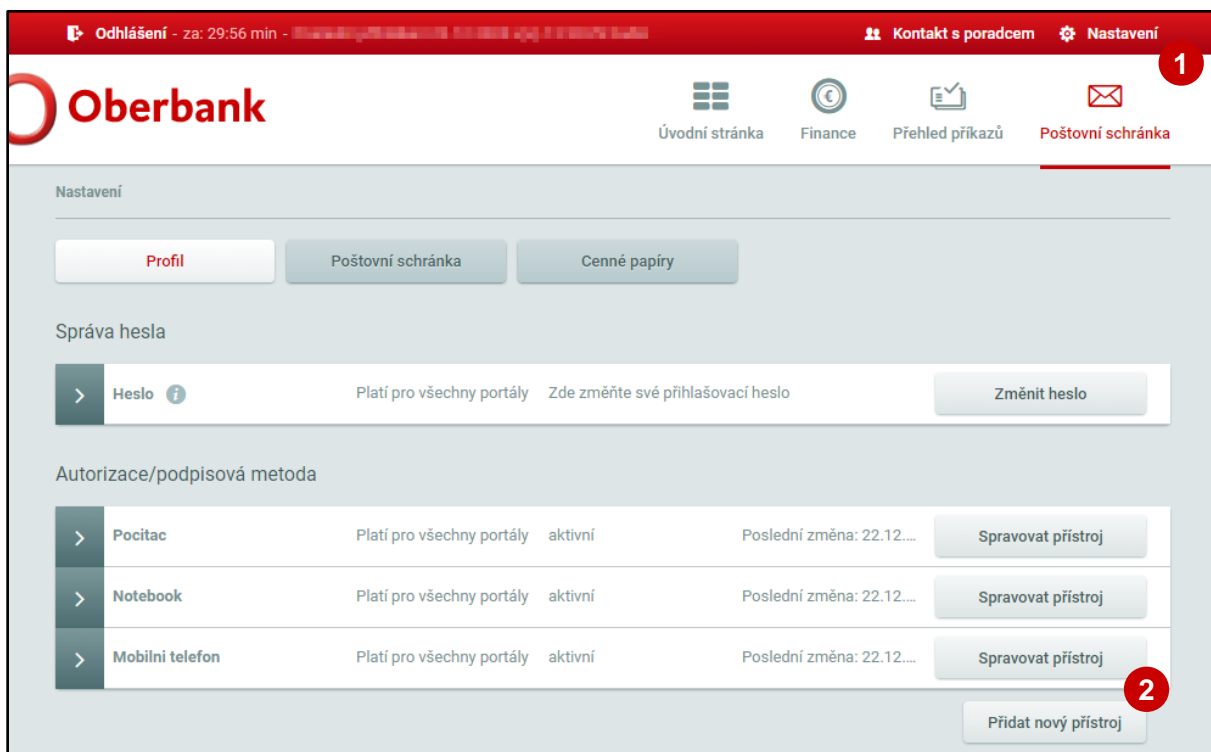 Odhlášení - za: 29:56 min - Kontakt s poradcem Nastavení
1
Oberbank
Úvodní stránka Finance Přehled příkazů Poštovní schránka
Nastavení
Profil Poštovní schránka Cenné papíry
Správa hesla
Heslo i Platí pro všechny portály Zde změňte své přihlašovací heslo Změnit heslo
Autorizace/podpisová metoda
Pocitac Platí pro všechny portály aktivní Poslední změna: 22.12.... Spravovat přístroj
Notebook Platí pro všechny portály aktivní Poslední změna: 22.12.... Spravovat přístroj
Mobilni telefon Platí pro všechny portály aktivní Poslední změna: 22.12.... Spravovat přístroj
2
Přidat nový přístroj